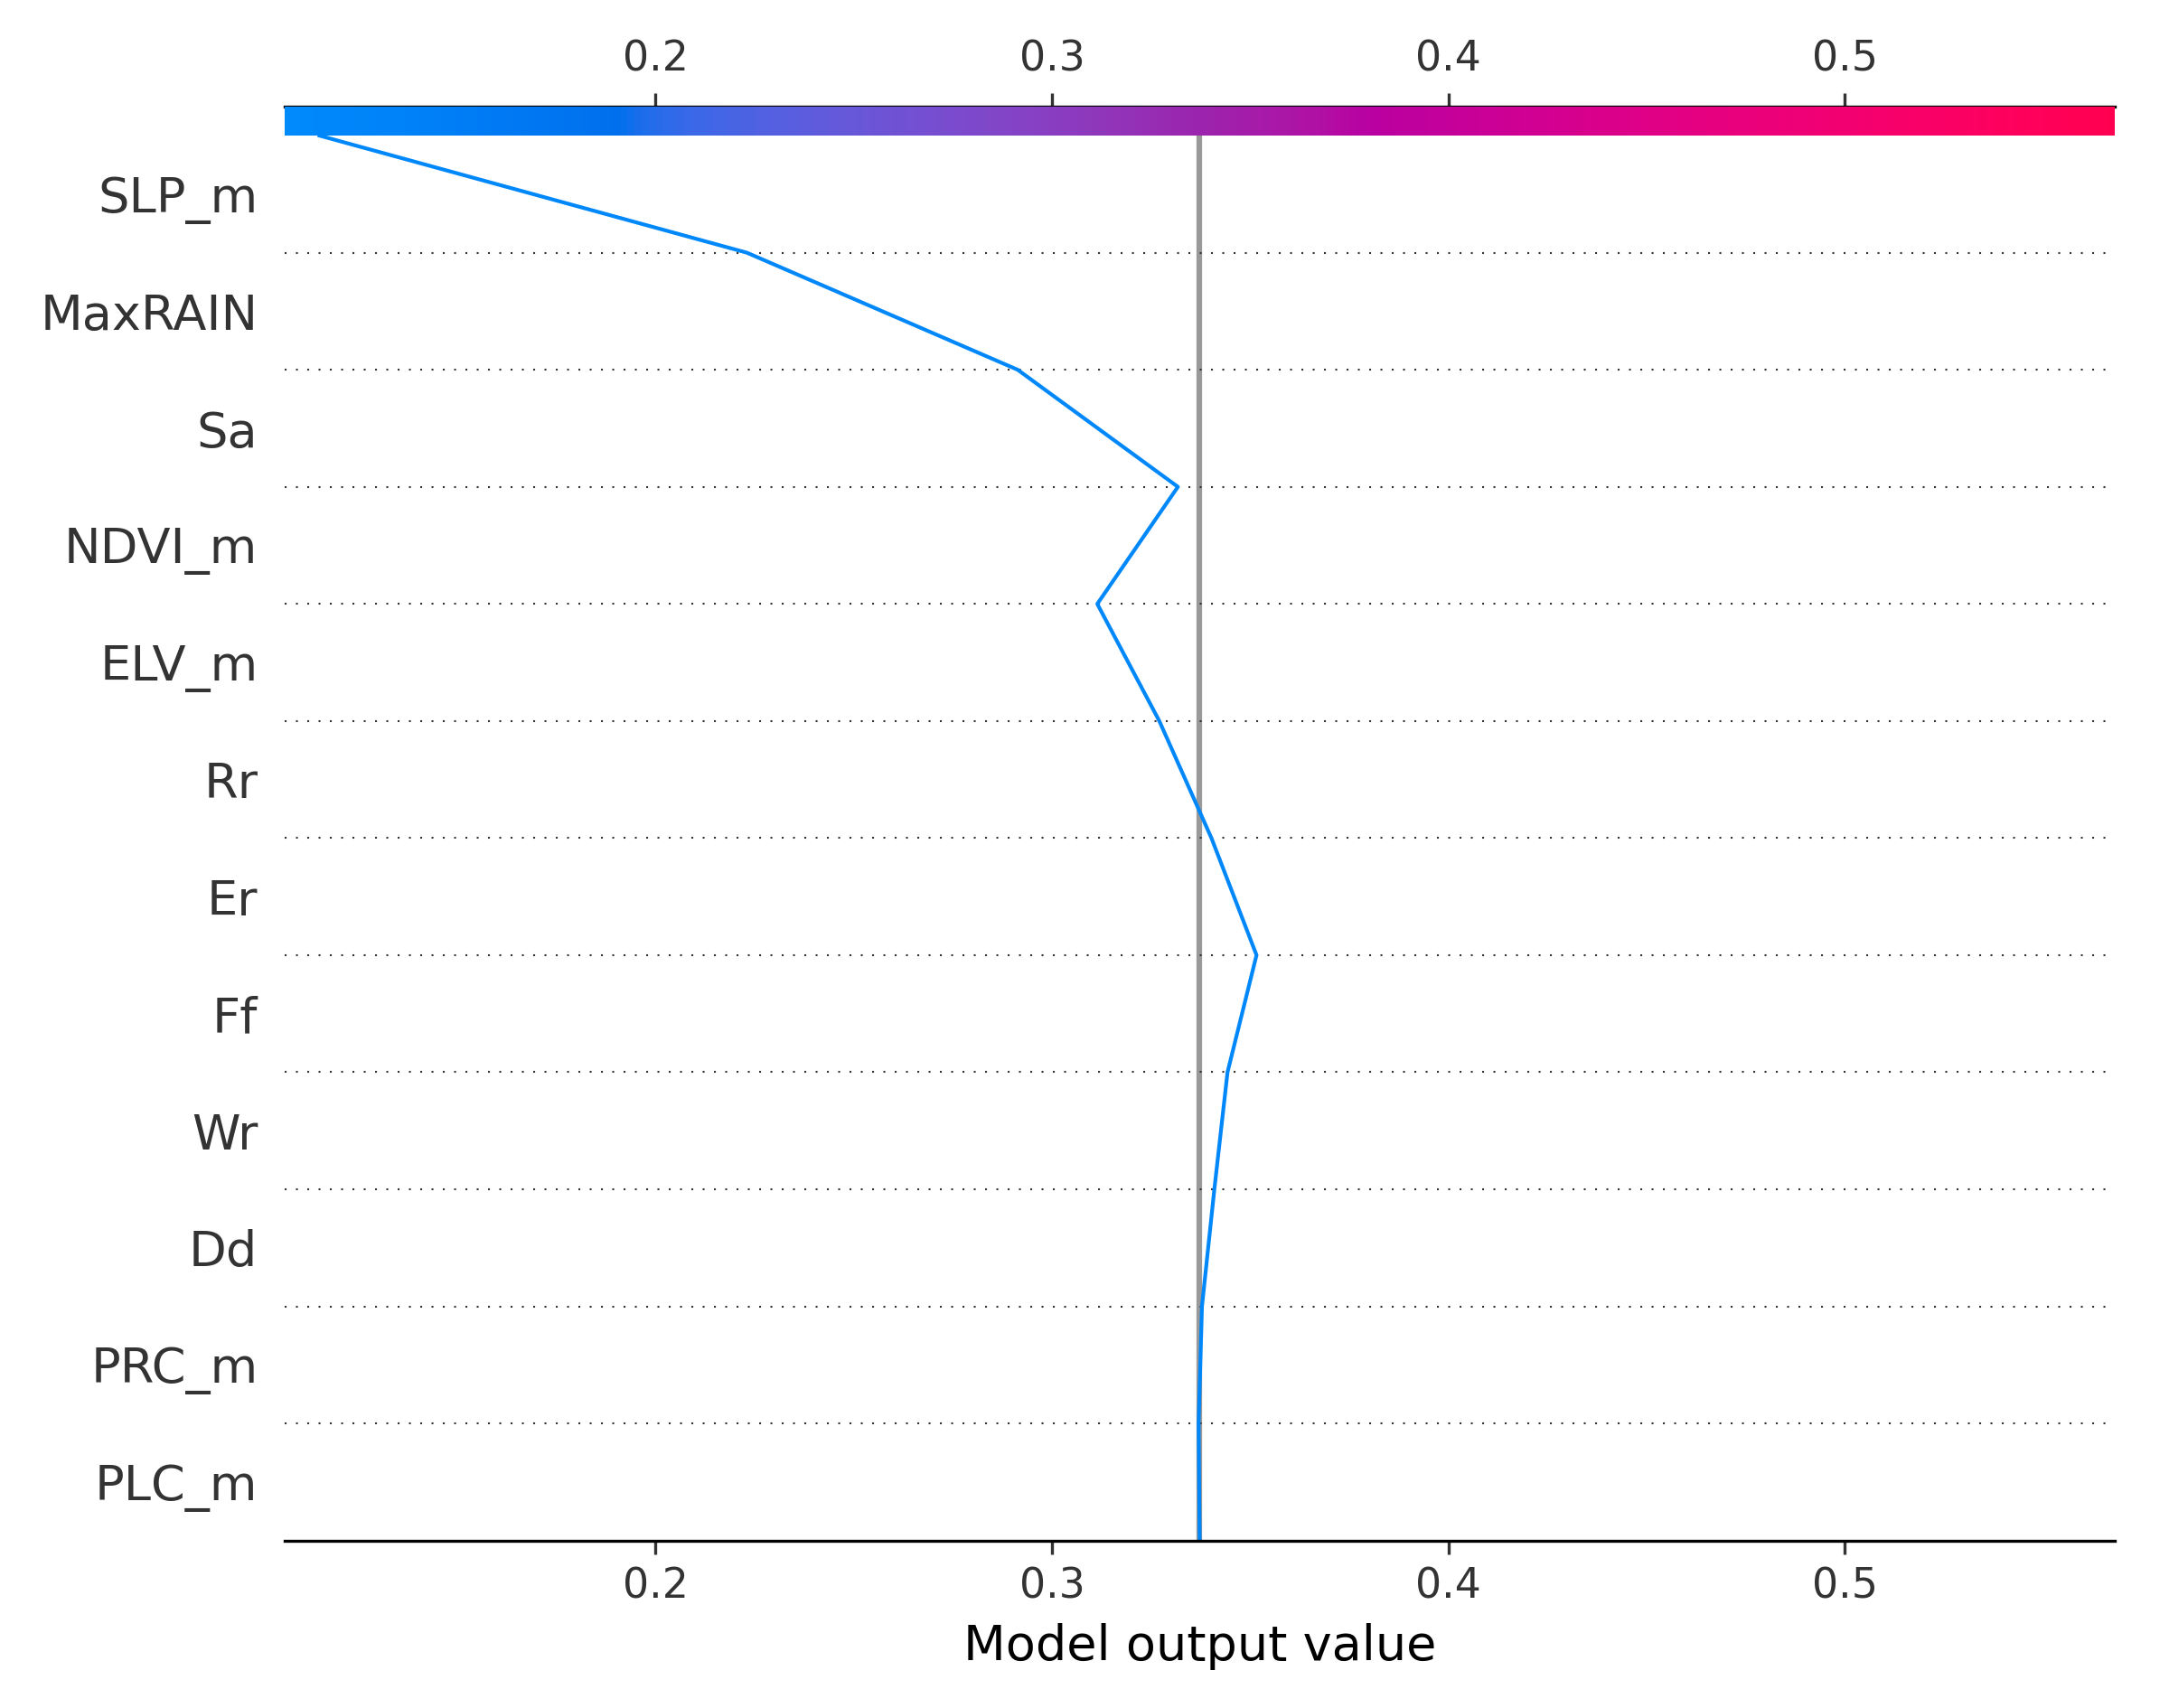 0.2 0.3 0.4 0.5
SLP_m
MaxRAIN
Sa
NDVI_m
ELV_m
Rr
Er
Ff
Wr
Dd
PRC_m
PLC_m
0.2 0.3 0.4 0.5
Model output value